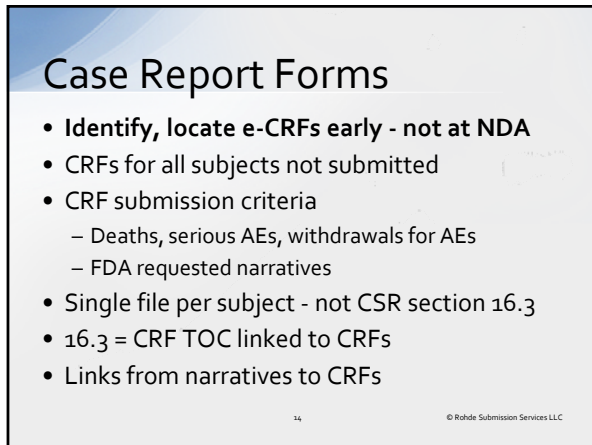 Case Report Forms
• Identify, locate e-CRFs early - not at NDA
• CRFs for all subjects not submitted
• CRF submission criteria
– Deaths, serious AEs, withdrawals for AEs
– FDA requested narratives
• Single file per subject - not CSR section 16.3
• 16.3 = CRF TOC linked to CRFs
• Links from narratives to CRFs
14
© Rohde Submission Services LLC